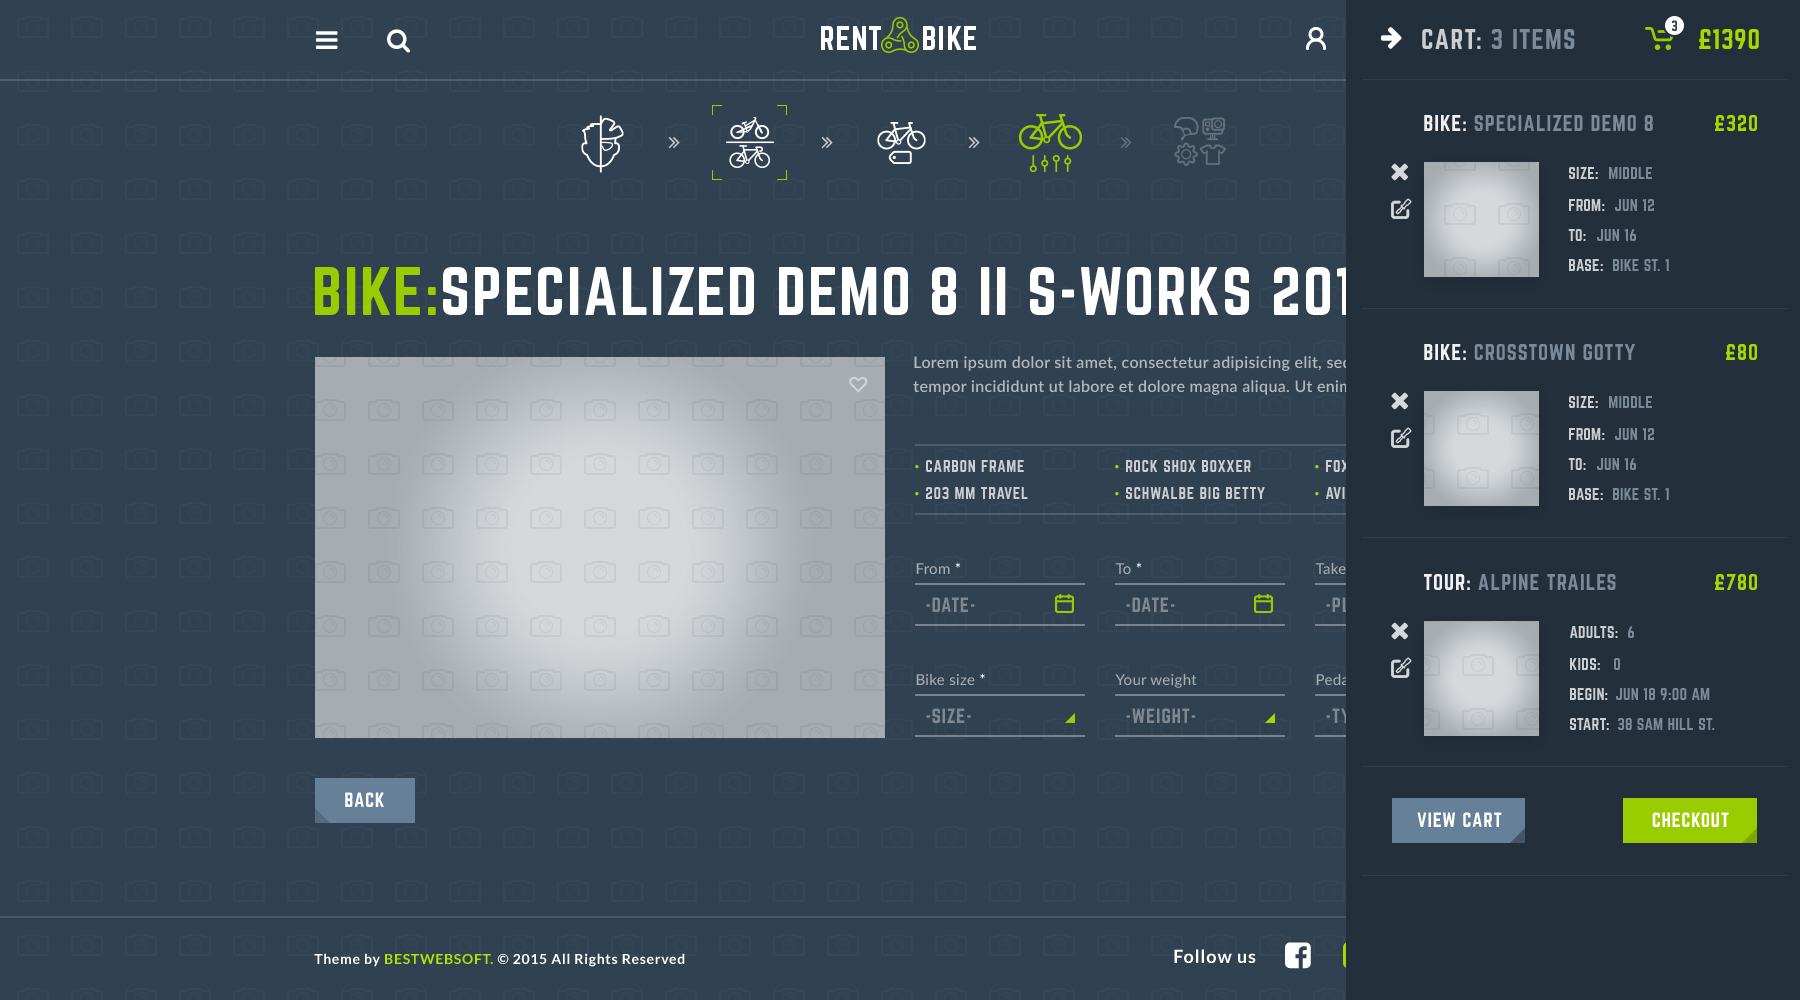 RENT BIKE
CART: 3 ITEMS
3
£1390
BIKE:SPECIALIZED DEMO 8 II S-WORKS 201
Lorem ipsum dolor sit amet, consectetur adipisicing elit, sed
tempor incididunt ut labore et dolore magna aliqua. Ut enim
• CARBON FRAME
• ROCK SHOX BOXXER
• FOX
• 203 MM TRAVEL
• SCHWALBE BIG BETTY
• AVI
From *
To *
Take
-DATE-
-DATE-
-PL
Bike size *
Your weight
Peda
-SIZE-
-WEIGHT-
-TY
BACK
BIKE: SPECIALIZED DEMO 8
£320
SIZE: MIDDLE
FROM: JUN 12
TO: JUN 16
BASE: BIKE ST. 1
BIKE: CROSSTOWN GOTTY
£80
SIZE: MIDDLE
FROM: JUN 12
TO: JUN 16
BASE: BIKE ST. 1
TOUR: ALPINE TRAILES
£780
ADULTS: 6
KIDS: 0
BEGIN: JUN 18 9:00 AM
START: 38 SAM HILL ST.
VIEW CART
CHECKOUT
Theme by BESTWEBSOFT. © 2015 All Rights Reserved
Follow us